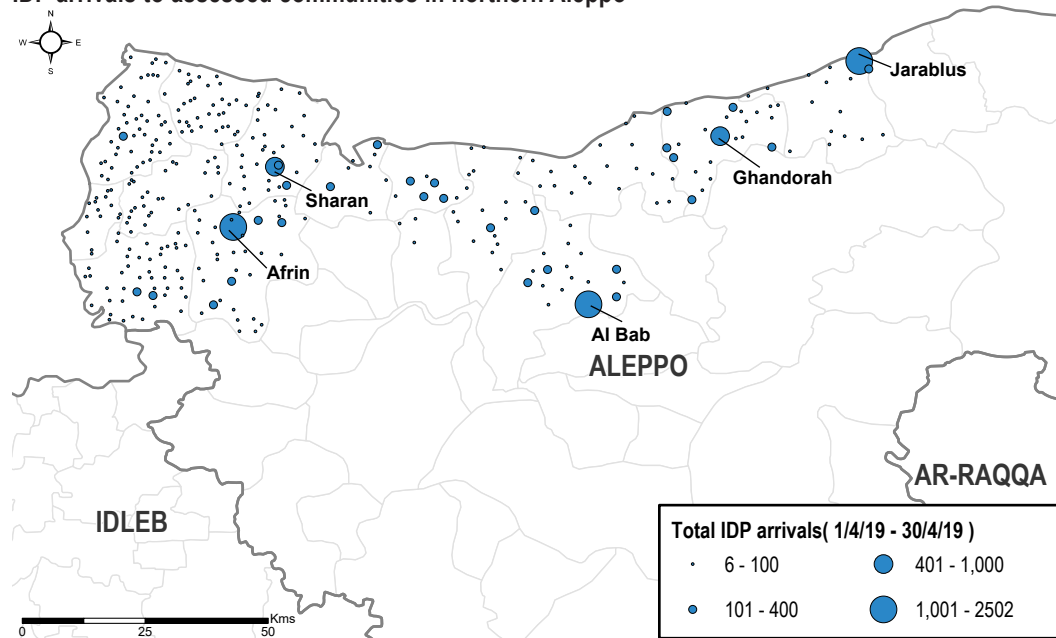 IDP arrivals to assessed communities in northern Aleppo
N
W E
S
Jarablus
Ghandorah
Sharan
Afrin
Al Bab
ALEPPO
AR-RAQQA
IDLEB
Total IDP arrivals( 1/4/19 - 30/4/19 )
6 - 100
401 - 1,000
101 - 400
1,001 - 2502
Kms
0 25 50